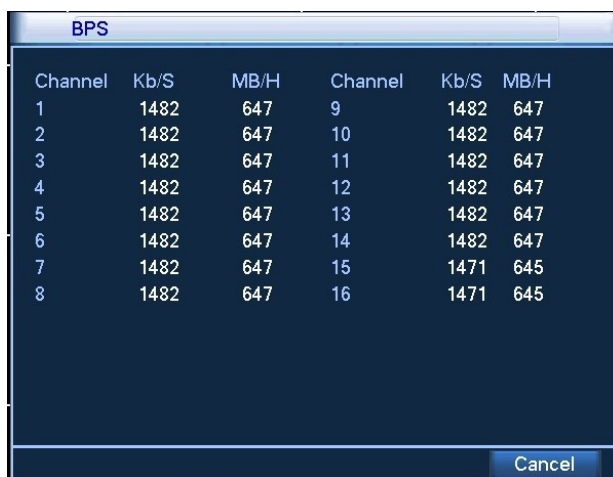 BPS
Channel Kb/S MB/H Channel Kb/S MB/H
1 1482 647 9 1482 647
2 1482 647 10 1482 647
3 1482 647 11 1482 647
4 1482 647 12 1482 647
5 1482 647 13 1482 647
6 1482 647 14 1482 647
7 1482 647 15 1471 645
8 1482 647 16 1471 645
Cancel